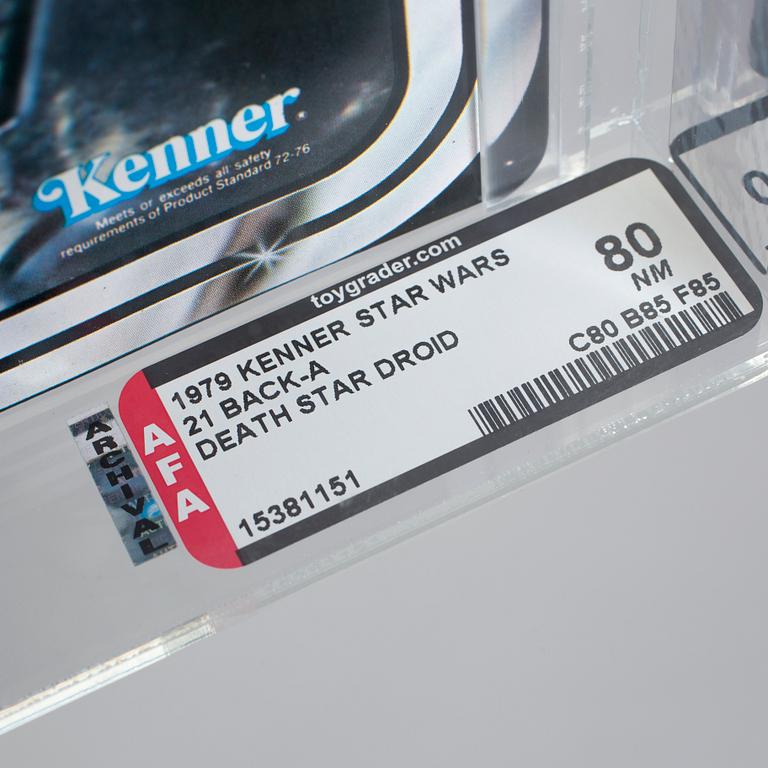 Kenner
Meets or exceeds all safety
requirements of Product Standard 72-76
toygrader.com
1979 KENNER STAR WARS
21 BACK-A
DEATH STAR DROID
80
NM
C80 B85 F85
15381151
AFA
ARCHIVAL